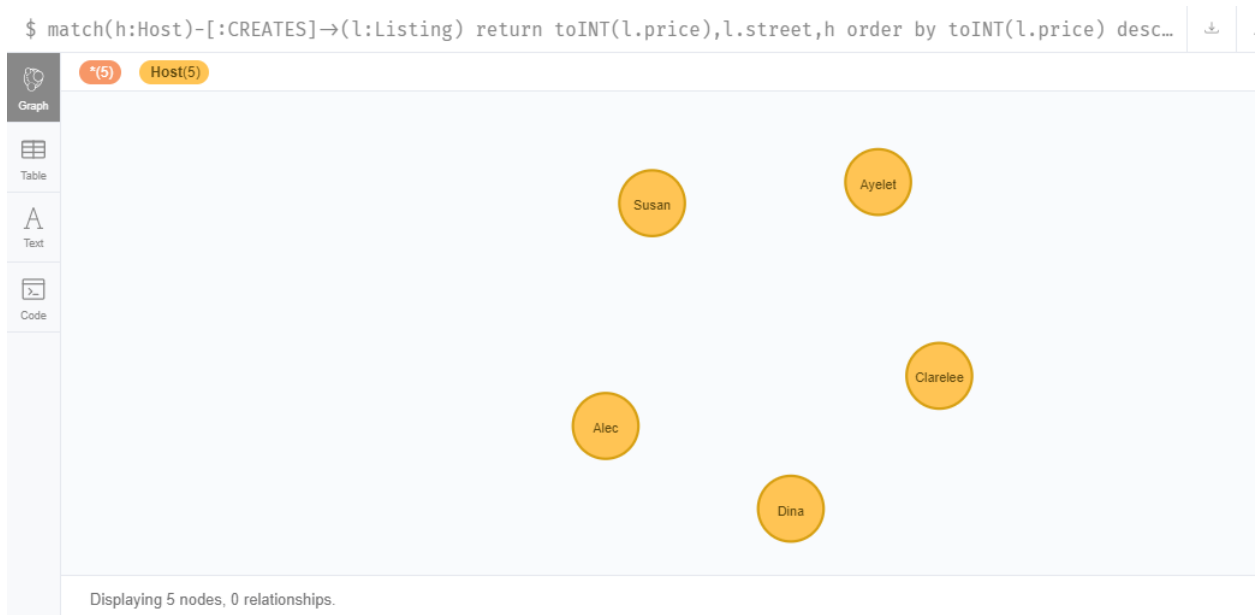 $ match(h:Host)-[:CREATES]→(l:Listing) return toINT(l.price),l.street,h order by toINT(l.price) desc…
*(5) Host(5)
Graph
Table
Text
Code
Susan
Ayelet
Clarelee
Alec
Dina
Displaying 5 nodes, 0 relationships.